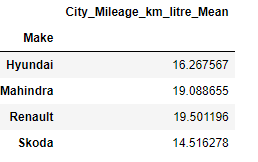 City_Mileage_km_litre_Mean
Make
Hyundai 16.267567
Mahindra 19.088655
Renault 19.501196
Skoda 14.516278